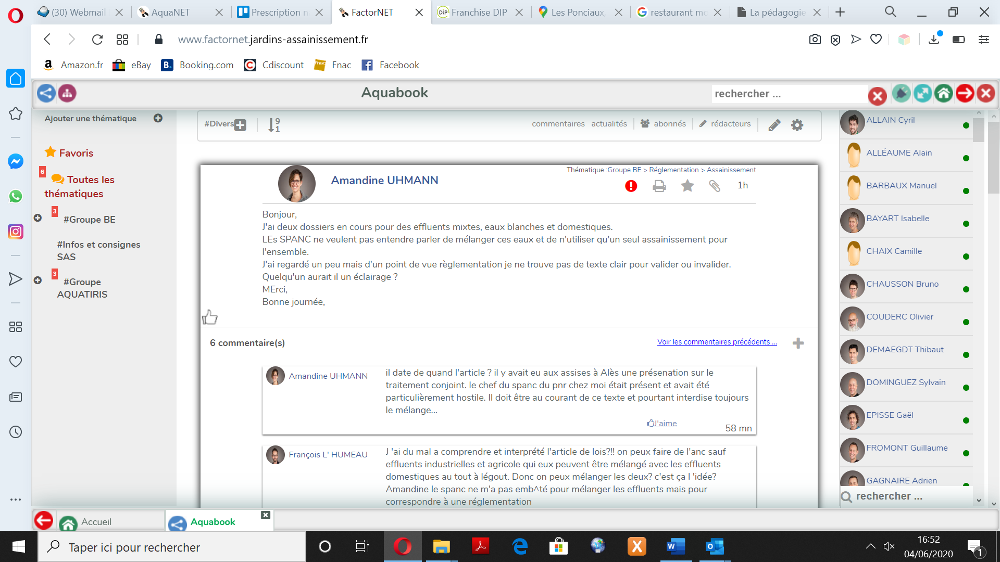 (30) Webmail
AquaNET
Prescription n
FactorNET
Franchise DIP
Les Ponciaux,
restaurant mo
La pédagogie
www.factornet.jardins-assainissement.fr
Amazon.fr
eBay
Booking.com
Cdiscount
Fnac
Facebook
Aquabook
rechercher ...
Ajouter une thématique
Favoris
6
Toutes les
thématiques
3
#Groupe BE
#Infos et consignes
SAS
3
#Groupe
AQUATIRIS
#Divers
9
1
commentaires actualités abonnés rédacteurs
Thématique :Groupe BE > Réglementation > Assainissement
Amandine UHMANN
1h
Bonjour,
J'ai deux dossiers en cours pour des effluents mixtes, eaux blanches et domestiques.
LEs SPANC ne veulent pas entendre parler de mélanger ces eaux et de n'utiliser qu'un seul assainissement pour
l'ensemble.
J'ai regardé un peu mais d'un point de vue règlementation je ne trouve pas de texte clair pour valider ou invalider.
Quelqu'un aurait il un éclairage ?
MErci,
Bonne journée,
6 commentaire(s)
Voir les commentaires précédents ...
Amandine UHMANN
il date de quand l'article ? il y avait eu aux assises à Alès une présenation sur le
traitement conjoint. le chef du spanc du pnr chez moi était présent et avait été
particulièrement hostile. Il doit être au courant de ce texte et pourtant interdise toujours
le mélange...
J'aime
58 mn
François L' HUMEAU
J 'ai du mal a comprendre et interprété l'article de lois?!! on peux faire de l'anc sauf
effluents industrielles et agricole qui eux peuvent être mélangé avec les effluents
domestiques au tout à légout. Donc on peux mélanger les deux? c'est ça l 'idée?
Amandine le spanc ne m'a pas emb^té pour mélanger les effluents mais pour
correspondre à une réglementation
ALLAIN Cyril
ALLÉAUME Alain
BARBAUX Manuel
BAYART Isabelle
CHAIX Camille
CHAUSSON Bruno
COUDERC Olivier
DEMAEGDT Thibaut
DOMINGUEZ Sylvain
EPISSE Gaël
FROMONT Guillaume
GAGNAIRE Adrien
rechercher ...
Accueil
Aquabook
Taper ici pour rechercher
16:52
04/06/2020
1